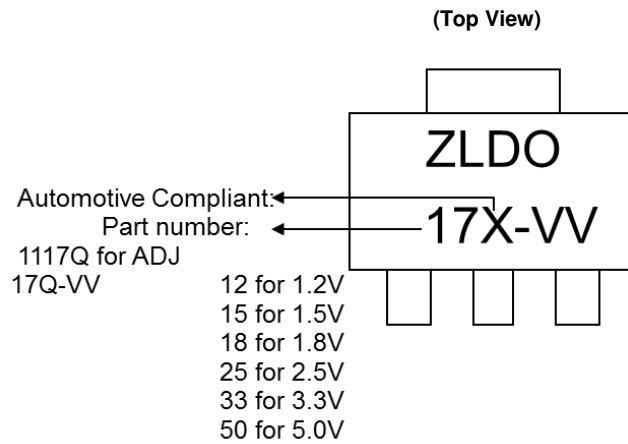 (Top View)
ZLDO
17X-VV
Automotive Compliant:
Part number:
1117Q for ADJ
17Q-VV
12 for 1.2V
15 for 1.5V
18 for 1.8V
25 for 2.5V
33 for 3.3V
50 for 5.0V